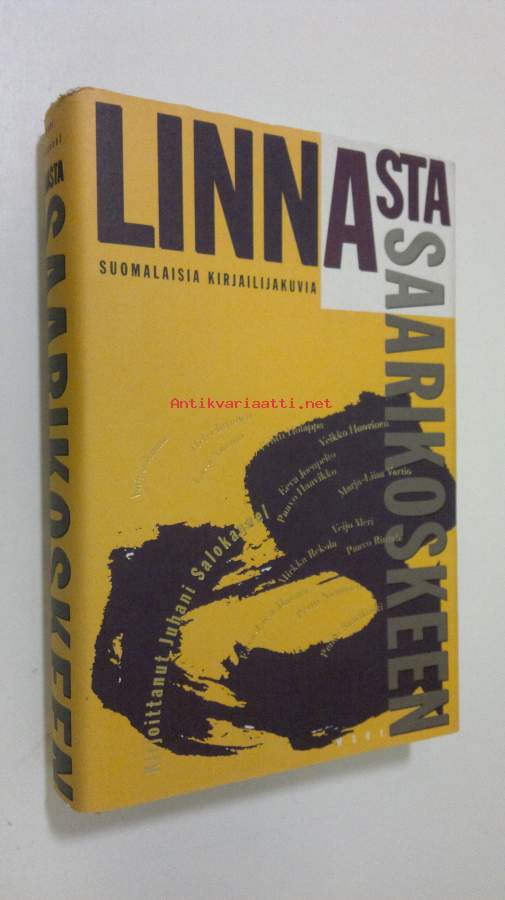 LINNASTA
SAARIKOSKEEN
SUOMALAISIA KIRJAILIJAKUVIA
Antikvariaatti.net
Veikko Huovinen
Eeva Joenpelto
Paavo Haavikko
Marja-Liisa Vartio
Veijo Meri
Paavo Rintala
Mirkka Rekola
Kirjoittanut Juhani Salokannel
WSOY
ASTA
SAARIKOSKEEN